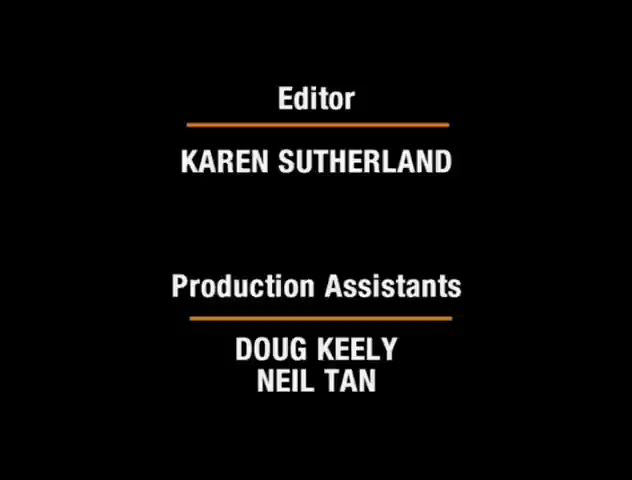 Editor
KAREN SUTHERLAND
Production Assistants
DOUG KEELY
NEIL TAN